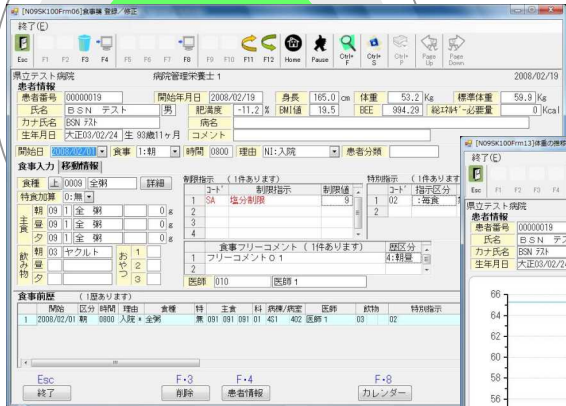 [N09SK100Frm06]食事箋 登録／修正
終了(E)
Esc F1 F2 F3 F4 F5 F6 F7 F8 F9 F10 F11 F12 Home Pause Ctrl+F Ctrl+S Ctrl+P Page Up Page Down
県立テスト病院 病院管理栄養士1 2008/02/19
患者情報
患者番号 00000019 開始年月日 2008/02/19 身長 165.0 cm 体重 53.2 Kg 標準体重 59.9 Kg
氏名 BSN テスト 男 肥満度 -11.2 % BMI値 19.5 BEE 994.29 総エネルギー必要量 0 Kcal
カナ氏名 BSN テスト 病名
生年月日 大正03/02/24 生 93歳11ヶ月 コメント
開始日 2008/02/01 食事 1:朝 時間 0800 理由 NI:入院 患者分類
食事入力 移動情報
食種 上 0009 全粥 詳細
特食加算 0:無
主食
朝 09 1 全 粥 0 g
昼 09 1 全 粥 0 g
夕 09 1 全 粥 0 g
飲み物
朝 03 ヤクルト
昼
夕
おやつ
1
2
3
制限指示 (1件あります)
コード 制限指示 制限値
1 SA 塩分制限 9
2
3
4
特別指示 (1件ありま
コード 指示区分
1 02 :毎食
2
食事フリーコメント (1件あります) 歴区分
1 フリーコメント01 4:朝昼
2
医師 010 医師1
食事前歴 (1歴あります)
開始 区分 時間 理由 食種 特 主食 科 病棟/病室 医師 飲物 特別指示
1 2008/02/01 朝 0800 入院 * 全粥 無 091 091 091 01 4S1 402 医師1 03 02
Esc F･3 F･4 F･8
終了 削除 患者情報 カレンダー
[N09SK100Frm13]体重の推移
終了(E)
Esc F1 F2 F3 F4
県立テスト病院
患者情報
患者番号 00000019
氏名 BSN テス
カナ氏名 BSN テスト
生年月日 大正03/02/24
66
64
62
60
58
56